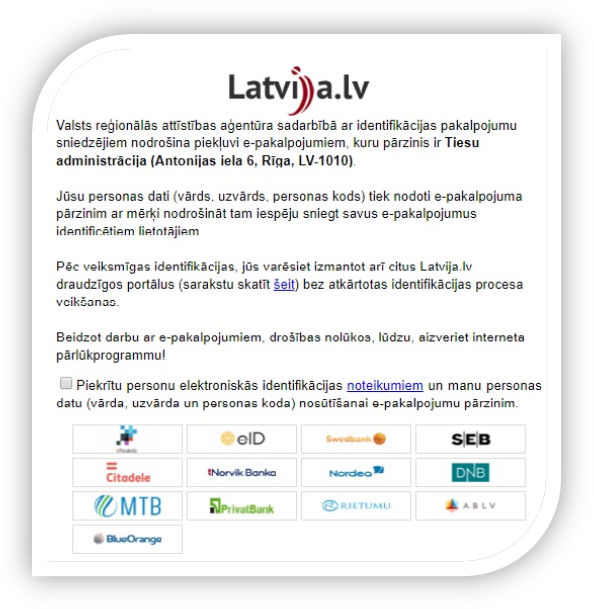 Latvija.lv
Valsts reģionālās attīstības aģentūra sadarbībā ar identifikācijas pakalpojumu
sniedzējiem nodrošina piekļuvi e-pakalpojumiem, kuru pārzinis ir Tiesu
administrācija (Antonijas iela 6, Rīga, LV-1010).
Jūsu personas dati (vārds, uzvārds, personas kods) tiek nodoti e-pakalpojuma
pārzinim ar mērķi nodrošināt tam iespēju sniegt savus e-pakalpojumus
identificētiem lietotājiem
Pēc veiksmīgas identifikācijas, jūs varēsiet izmantot arī citus Latvija.lv
draudzīgos portālus (sarakstu skatīt šeit) bez atkārtotas identifikācijas procesa
veikšanas.
Beidzot darbu ar e-pakalpojumiem, drošības nolūkos, lūdzu, aizveriet interneta
pārlūkprogrammu!
Piekrītu personu elektroniskās identifikācijas noteikumiem un manu personas
datu (vārda, uzvārda un personas koda) nosūtīšanai e-pakalpojumu pārzinim.
eID Swedbank SEB
Citadele Norvik Banka Nordea DNB
MTB PrivatBank RIETUMU ABLV
BlueOrange